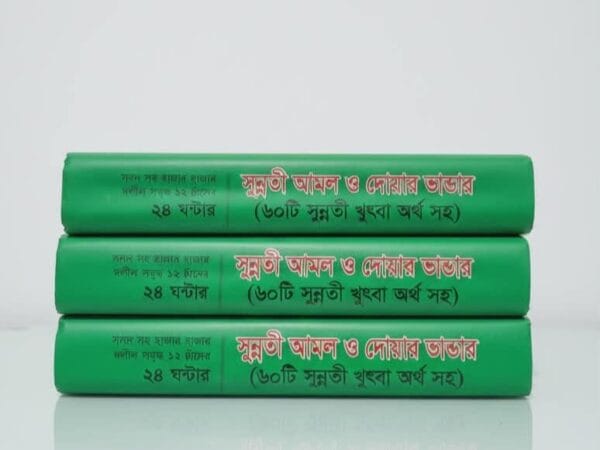 সনদ সহ হাজার হাজার
দলীল সমৃদ্ধ ১২ মাসের
২৪ ঘন্টার
সুন্নতী আমল ও দোয়ার ভান্ডার
(৬০টি সুন্নতী খুৎবা অর্থ সহ)
সনদ সহ হাজার হাজার
দলীল সমৃদ্ধ ১২ মাসের
২৪ ঘন্টার
সুন্নতী আমল ও দোয়ার ভান্ডার
(৬০টি সুন্নতী খুৎবা অর্থ সহ)
সনদ সহ হাজার হাজার
দলীল সমৃদ্ধ ১২ মাসের
২৪ ঘন্টার
সুন্নতী আমল ও দোয়ার ভান্ডার
(৬০টি সুন্নতী খুৎবা অর্থ সহ)